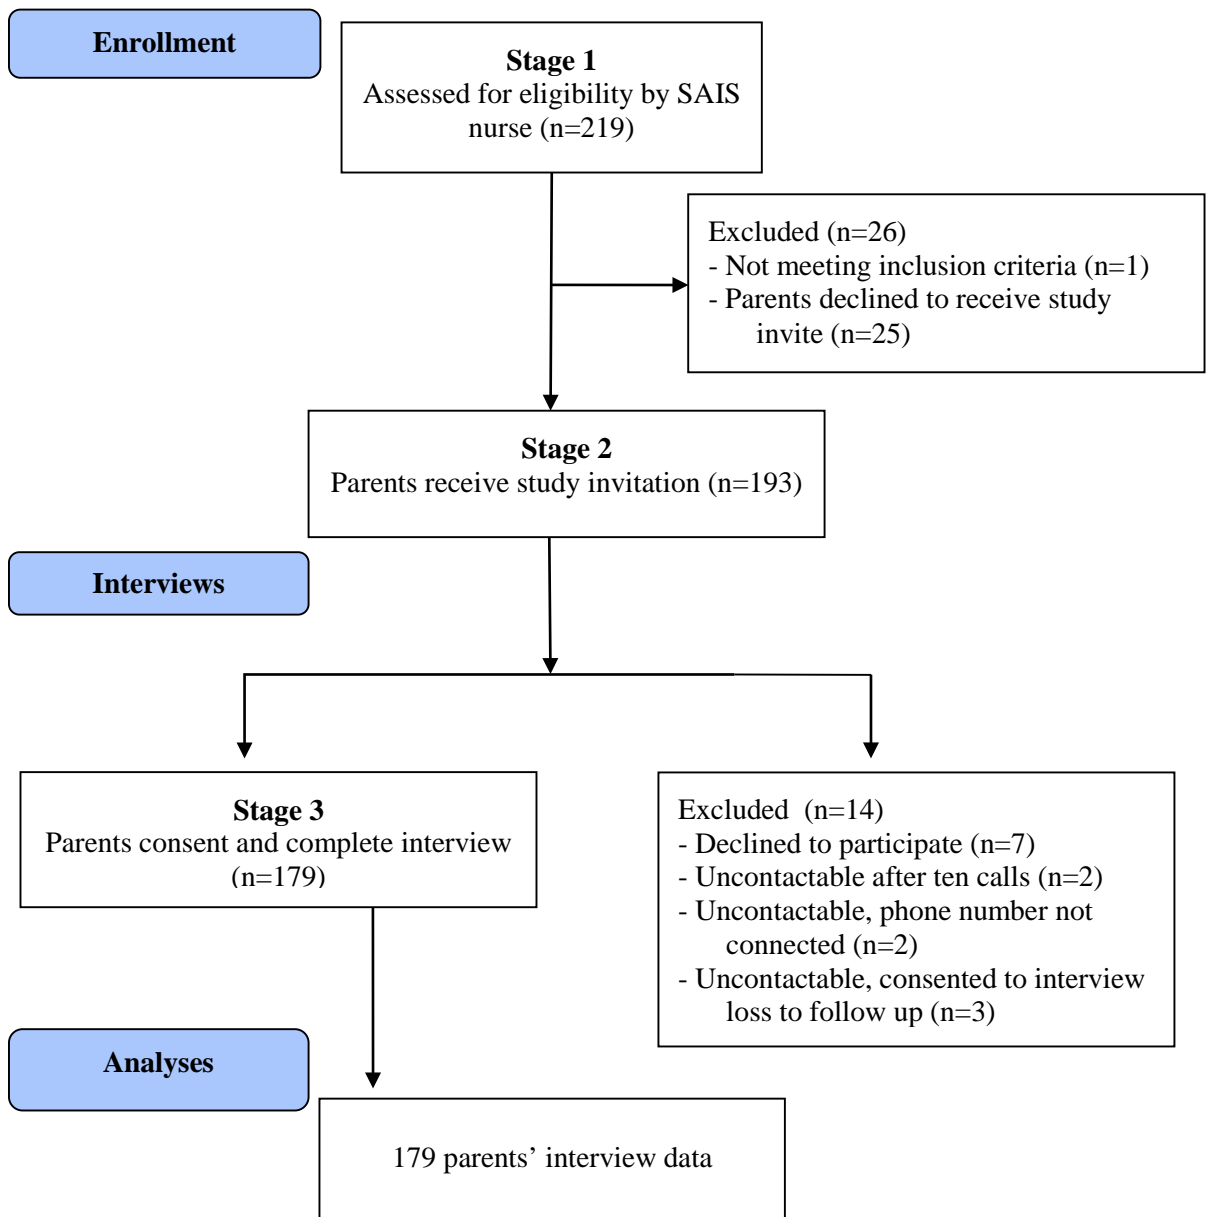 Enrollment
Stage 1
Assessed for eligibility by SAIS
nurse (n=219)
Excluded (n=26)
- Not meeting inclusion criteria (n=1)
- Parents declined to receive study
invite (n=25)
Stage 2
Parents receive study invitation (n=193)
Interviews
Stage 3
Parents consent and complete interview
(n=179)
Excluded  (n=14)
- Declined to participate (n=7)
- Uncontactable after ten calls (n=2)
- Uncontactable, phone number not
connected (n=2)
- Uncontactable, consented to interview
loss to follow up (n=3)
Analyses
179 parents’ interview data